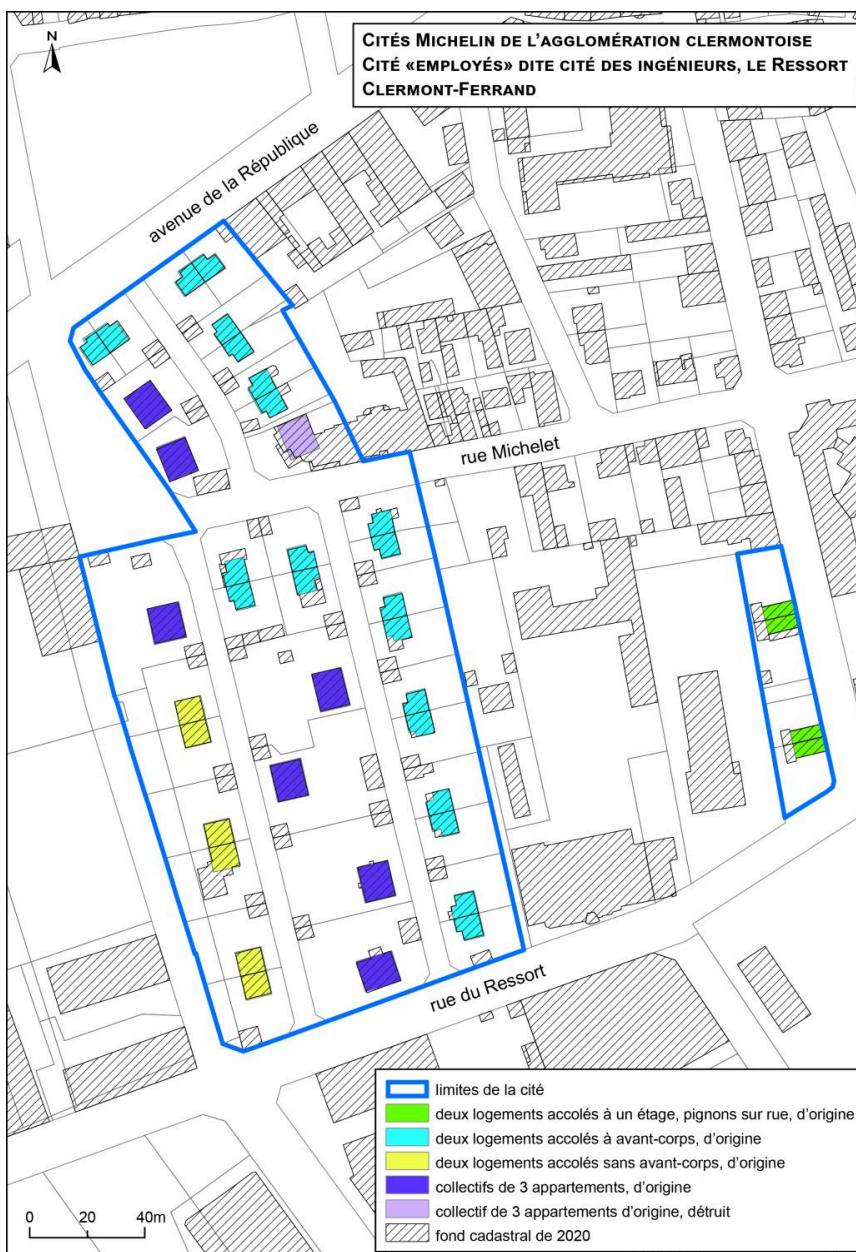 CITÉS MICHELIN DE L'AGGLOMÉRATION CLERMONTOISE
CITÉ «EMPLOYÉS» DITE CITÉ DES INGÉNIEURS, LE RESSORT
CLERMONT-FERRAND
N
avenue de la République
rue Michelet
rue du Ressort
limites de la cité
deux logements accolés à un étage, pignons sur rue, d'origine
deux logements accolés à avant-corps, d'origine
deux logements accolés sans avant-corps, d'origine
collectifs de 3 appartements, d'origine
collectif de 3 appartements d'origine, détruit
fond cadastral de 2020
0 20 40m